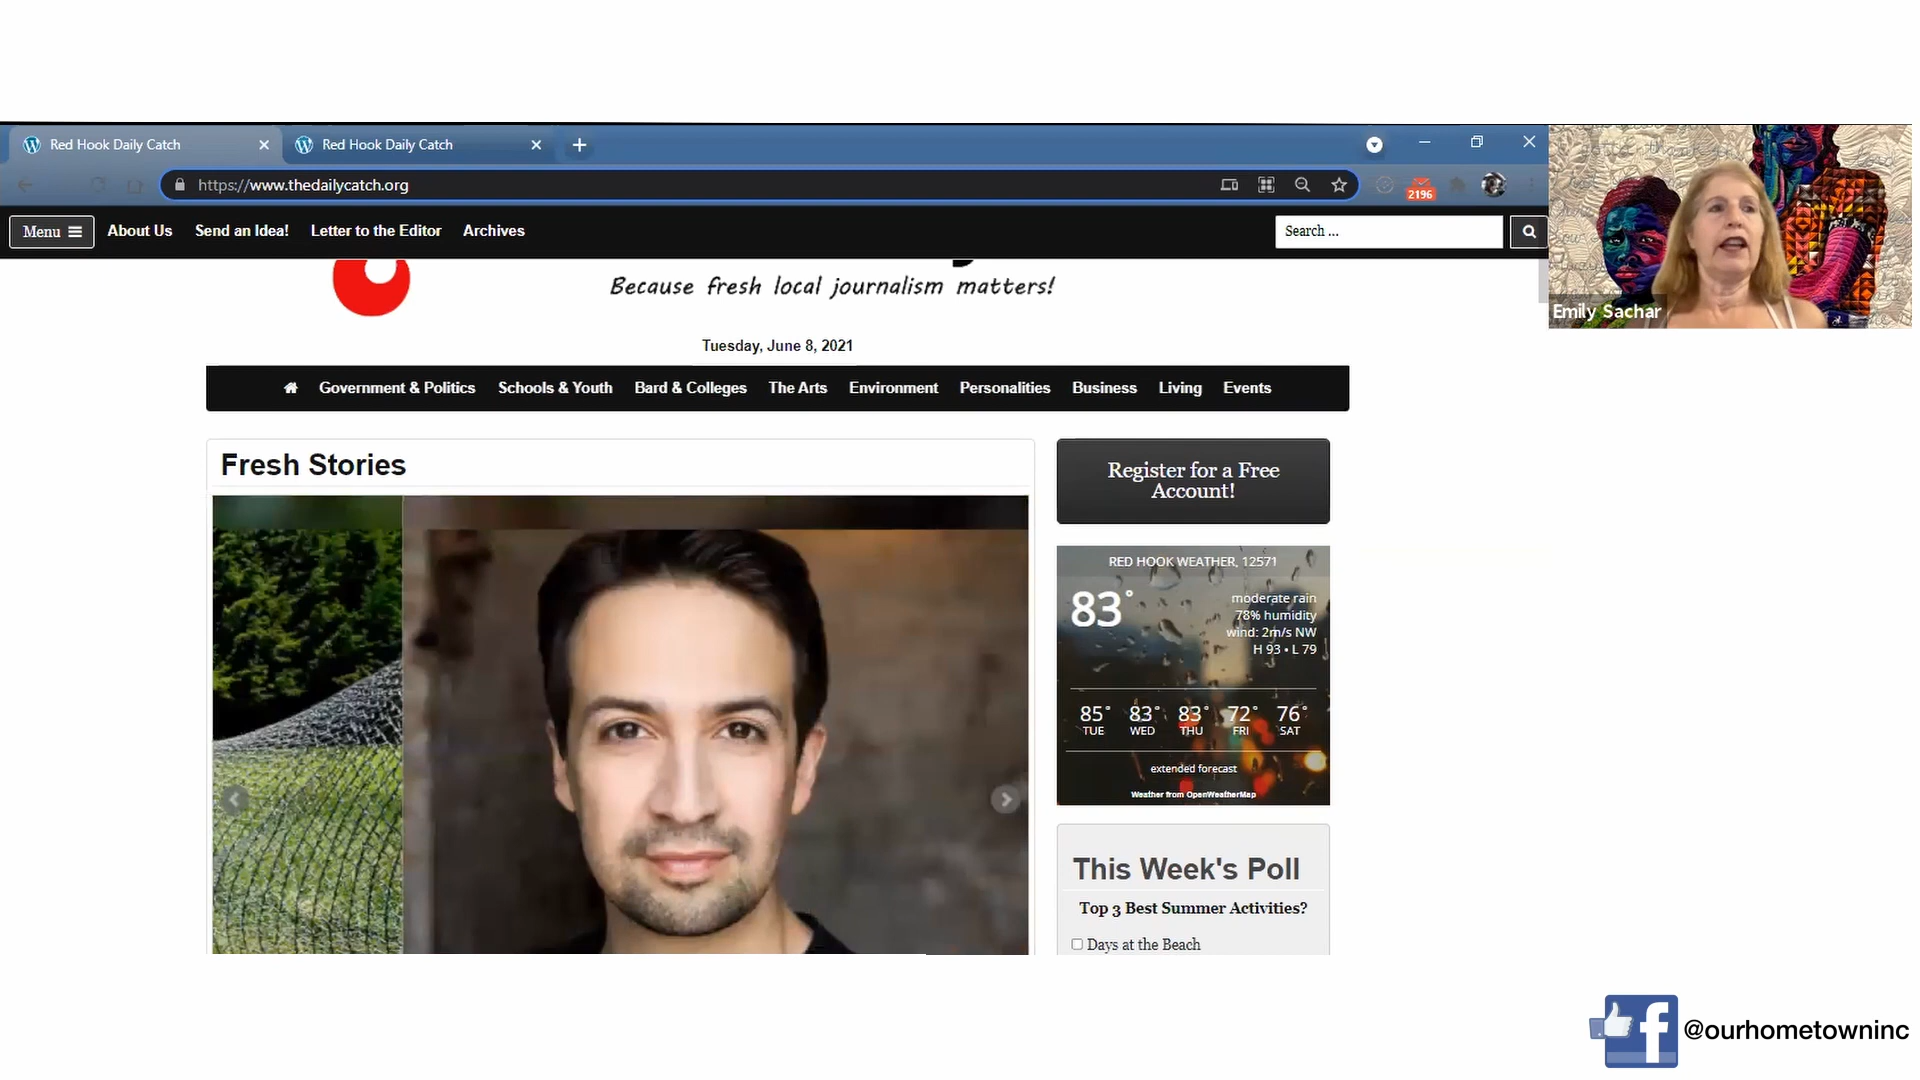 Red Hook Daily Catch
Red Hook Daily Catch
https://www.thedailycatch.org
2196
Menu
About Us
Send an Idea!
Letter to the Editor
Archives
Search ...
Emily Sachar
Because fresh local journalism matters!
Tuesday, June 8, 2021
Government & Politics
Schools & Youth
Bard & Colleges
The Arts
Environment
Personalities
Business
Living
Events
Fresh Stories
Register for a Free
Account!
RED HOOK WEATHER, 12571
83°
moderate rain
78% humidity
wind: 2m/s NW
H 93 • L 79
85° 83° 83° 72° 76°
TUE WED THU FRI SAT
extended forecast
Weather from OpenWeatherMap
This Week's Poll
Top 3 Best Summer Activities?
Days at the Beach
@ourhometowninc